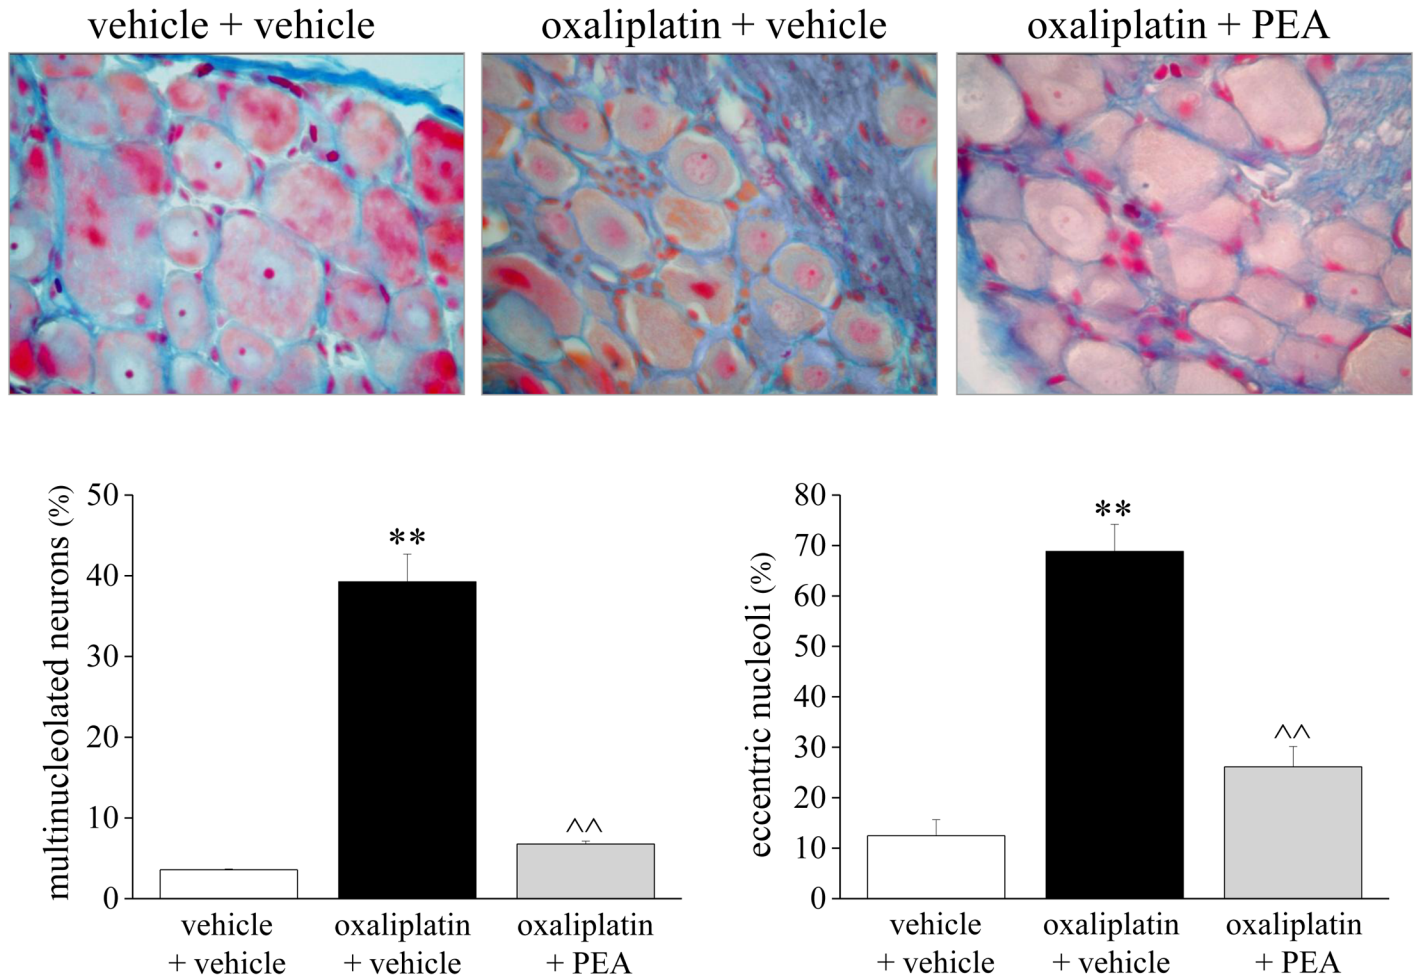 vehicle + vehicle
oxaliplatin + vehicle
oxaliplatin + PEA
multinucleolated neurons (%)
50
40
30
20
10
0
**
^^
vehicle
+ vehicle
oxaliplatin
+ vehicle
oxaliplatin
+ PEA
eccentric nucleoli (%)
80
70
60
50
40
30
20
10
0
**
^^
vehicle
+ vehicle
oxaliplatin
+ vehicle
oxaliplatin
+ PEA